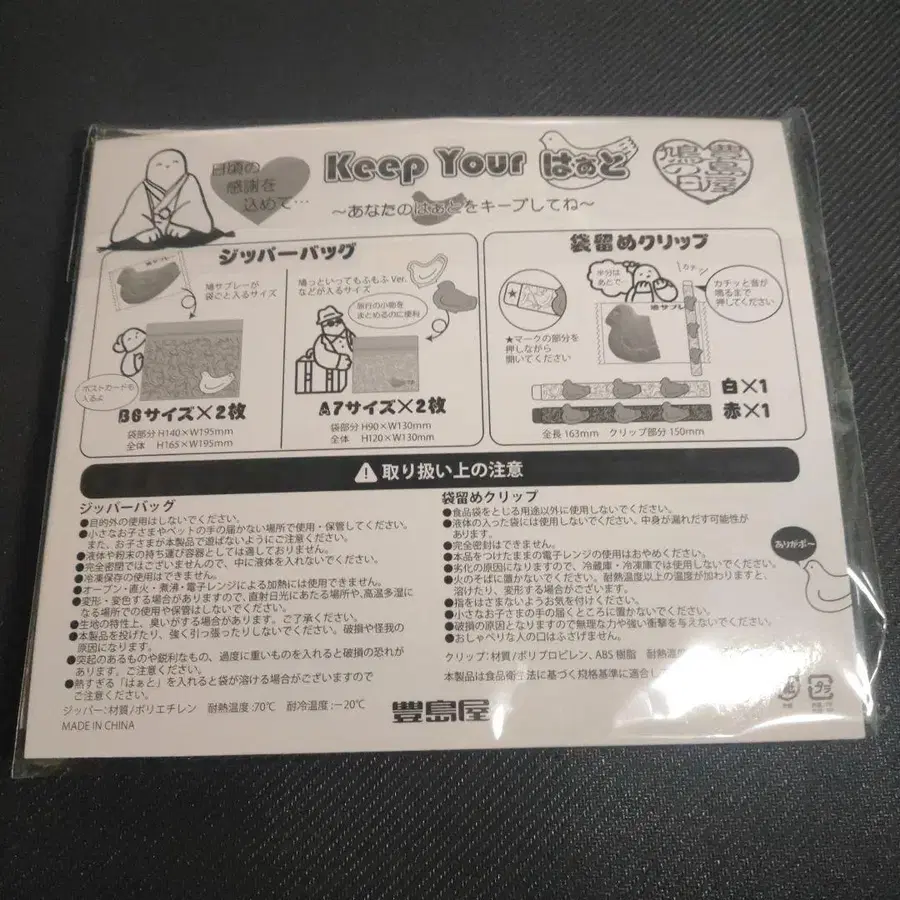 日頃の
感謝を
込めて…
Keep Your はぁと
～あなたのはぁとをキープしてね～
鳩の日
豊島屋
ジッパーバッグ
鳩サブレーが
袋ごと入るサイズ
ポストカードも
入るよ
B6サイズ×2枚
袋部分 H140×W195mm
全体 H165×W195mm
鳩っといってもふもふ Ver.
などが入るサイズ
旅行の小物を
まとめるのに便利
A7サイズ×2枚
袋部分 H90×W130mm
全体 H120×W130mm
袋留めクリップ
★
★マークの部分を
押しながら
開いてください
半分は
あとで…
カチッ
鳩サブレー
カチッと音が
鳴るまで
押してください
白×1
赤×1
全長 163mm クリップ部分 150mm
取り扱い上の注意
ジッパーバッグ
●目的外の使用はしないでください。
●小さなお子さまやペットの手の届かない場所で使用・保管してください。
また、お子さまが本製品で遊ばないようにご注意ください。
●液体や粉末の持ち運び容器としては適しておりません。
●完全密閉ではございませんので、中に液体を入れないでください。
●冷凍保存の使用はできません。
●オーブン・直火・煮沸・電子レンジによる加熱には使用できません。
●変形・変色する場合がありますので、直射日光にあたる場所や、高温多湿に
なる場所での使用や保管はしないでください。
●生地の特性上、臭いがする場合があります。ご了承ください。
●本製品を投げたり、強く引っ張ったりしないでください。破損や怪我の
原因になります。
●突起のあるものや鋭利なもの、過度に重いものを入れると破損の恐れが
あります。ご注意ください。
●熱すぎる「はぁと」を入れると袋が溶ける場合がございますので
ご注意ください。
ジッパー:材質/ポリエチレン 耐熱温度:70℃ 耐冷温度:－20℃
MADE IN CHINA
袋留めクリップ
●食品袋をとじる用途以外に使用しないでください。
●液体の入った袋には使用しないでください。中身が漏れだす可能性が
あります。
●完全密封はできません。
●本品をつけたままの電子レンジの使用はおやめください。
●劣化の原因になりますので、冷蔵庫・冷凍庫では使用しないでください。
●火のそばに置かないでください。耐熱温度以上の温度が加わりますと、
溶けたり、変形する場合がございます。
●指をはさまないようお気を付けください。
●小さなお子さまの手の届くところに置かないでください。
●破損の原因となりますので無理な力や強い衝撃を与えないでください。
●おしゃべりな人の口はふさげません。
クリップ:材質/ポリプロピレン、ABS樹脂 耐熱温
本製品は食品衛生法に基づく規格基準に適合し
ありがポ～
豊島屋
プラ